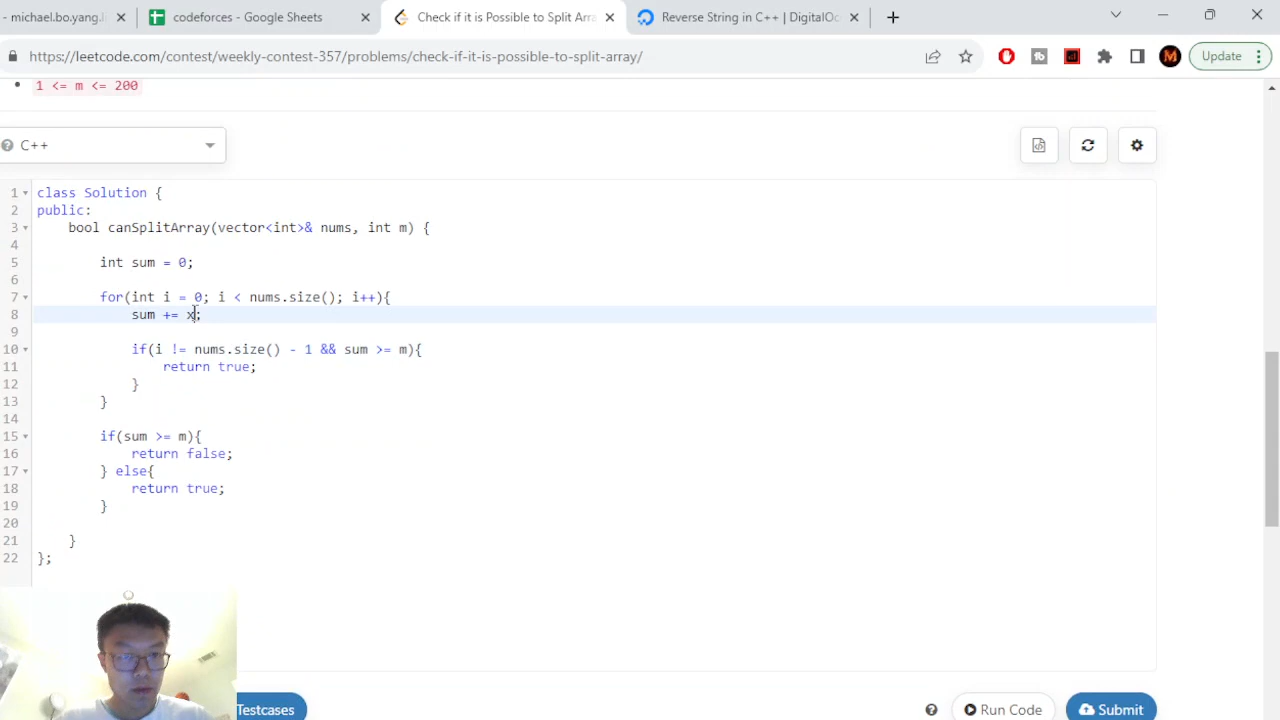 - michael.bo.yang.
codeforces - Google Sheets
Check if it is Possible to Split Arra
Reverse String in C++ | DigitalOc
https://leetcode.com/contest/weekly-contest-357/problems/check-if-it-is-possible-to-split-array/
Update
1 <= m <= 200
C++
1 class Solution {
2 public:
3 bool canSplitArray(vector<int>& nums, int m) {
4
5 int sum = 0;
6
7 for(int i = 0; i < nums.size(); i++){
8 sum += x;
9
10 if(i != nums.size() - 1 && sum >= m){
11 return true;
12 }
13 }
14
15 if(sum >= m){
16 return false;
17 } else{
18 return true;
19 }
20
21 }
22 };
Testcases
Run Code
Submit